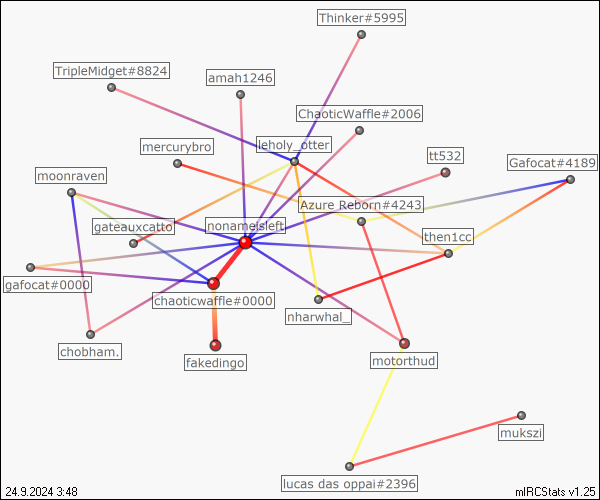 Thinker#5995
TripleMidget#8824
amah1246
ChaoticWaffle#2006
leholy_otter
mercurybro
tt532
Gafocat#4189
moonraven
Azure Reborn#4243
gateauxcatto
nonameisleft
then1cc
gafocat#0000
chaoticwaffle#0000
nharwhal_
chobham.
fakedingo
motorthud
mukszi
lucas das oppai#2396
24.9.2024 3:48
mIRCStats v1.25